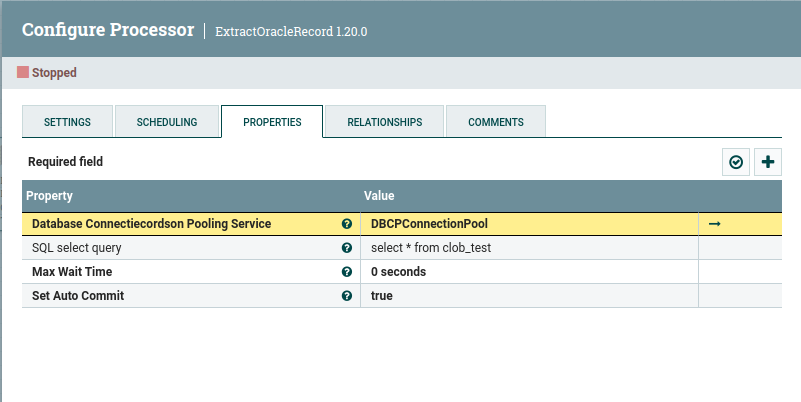 Configure Processor | ExtractOracleRecord 1.20.0
Stopped
SETTINGS SCHEDULING PROPERTIES RELATIONSHIPS COMMENTS
Required field
Property Value
Database Connectiecordson Pooling Service DBCPConnectionPool
SQL select query select * from clob_test
Max Wait Time 0 seconds
Set Auto Commit true